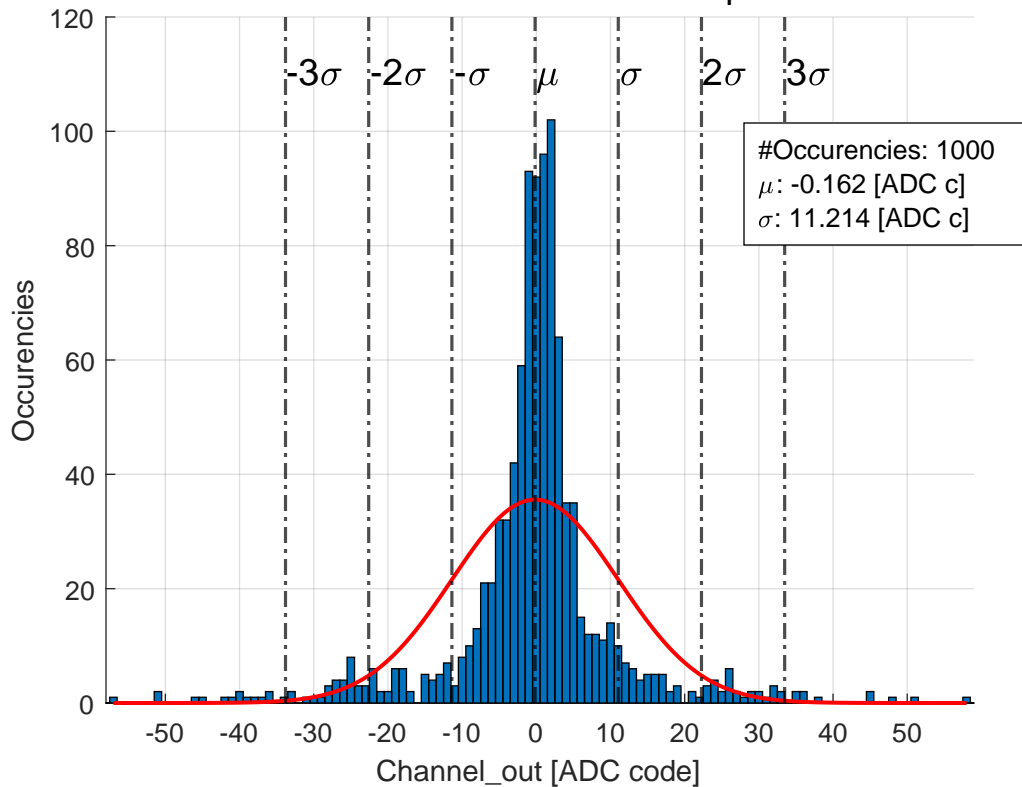 120
100
80
60
40
20
0
Occurencies
-3σ -2σ -σ μ σ 2σ 3σ
#Occurencies: 1000
μ: -0.162 [ADC c]
σ: 11.214 [ADC c]
-50 -40 -30 -20 -10 0 10 20 30 40 50
Channel_out [ADC code]